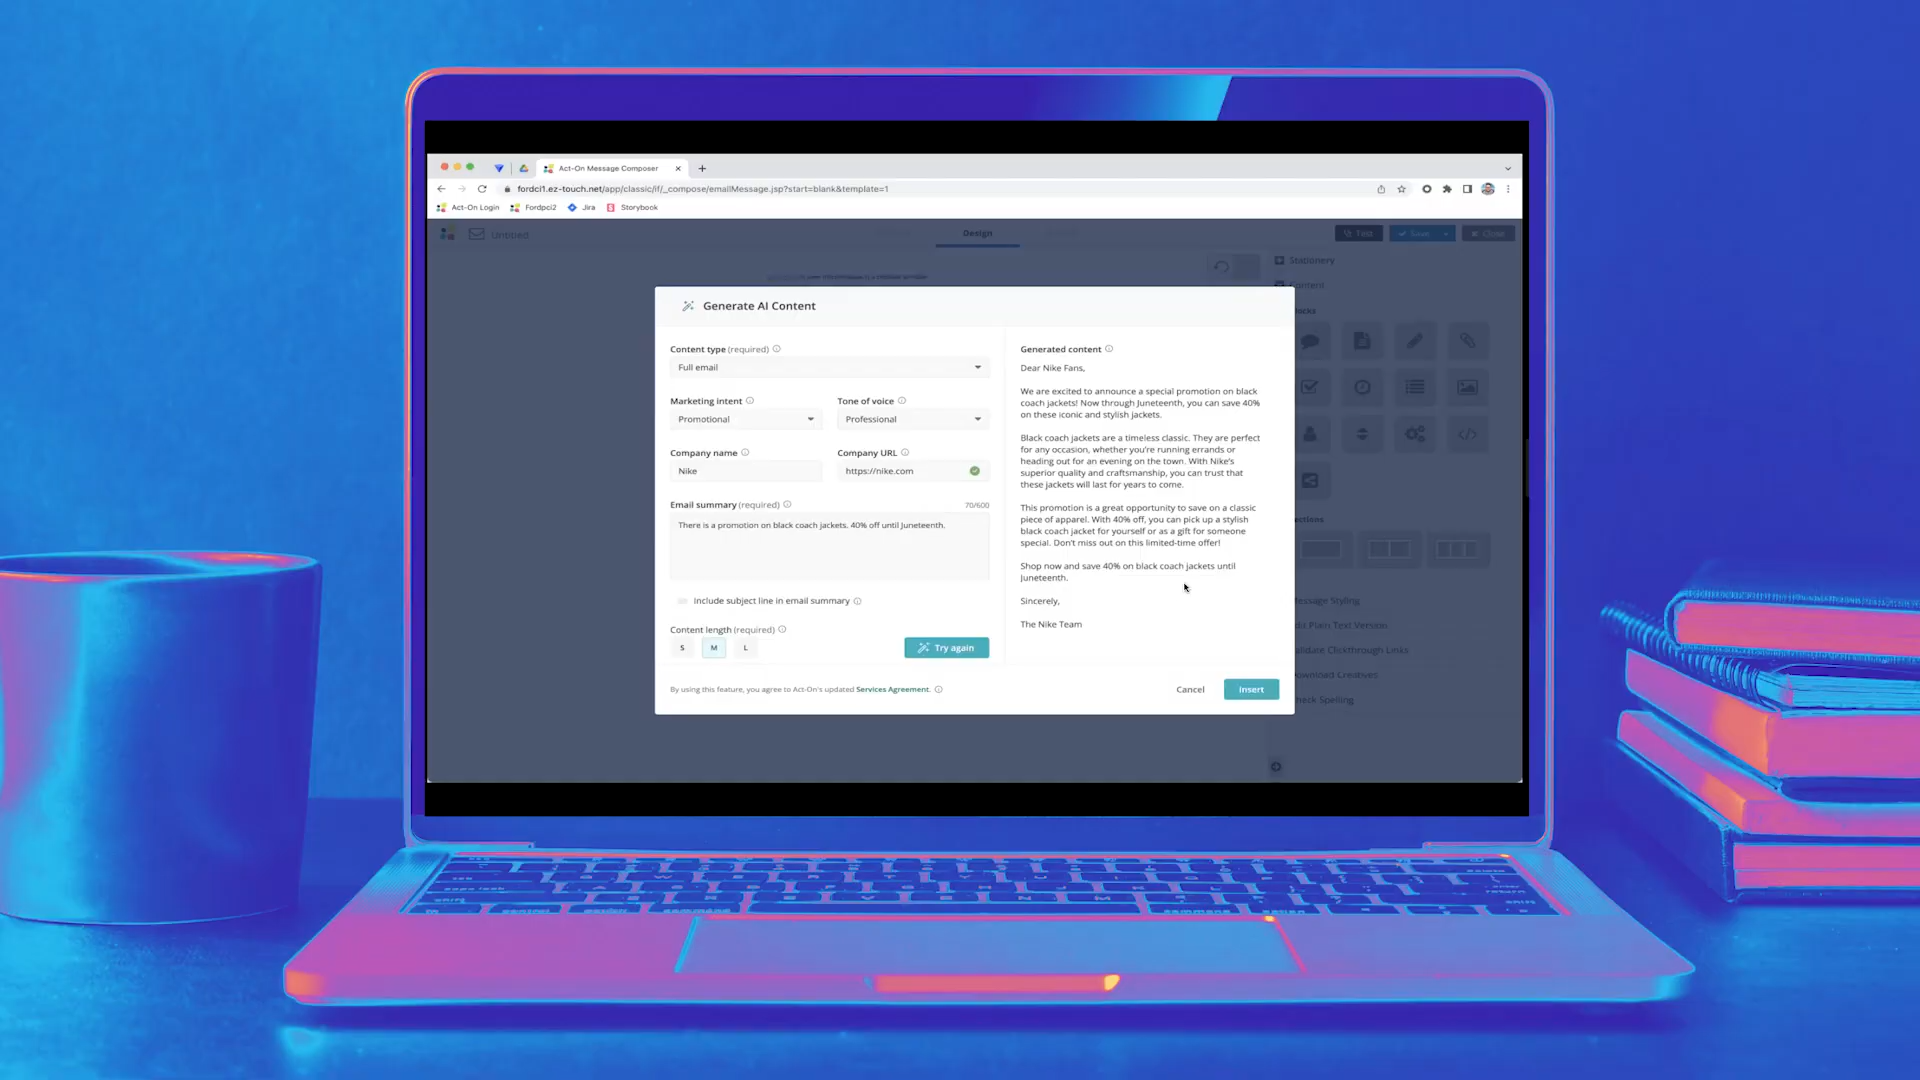 Act-On Message Composer
fordci1.ez-touch.net/app/classic/if/_compose/emailMessage.jsp?start=blank&template=1
Act-On Login Fordpci2 Jira Storybook
Untitled Design Test Save Close
Stationery
Content
Generate AI Content
Content type (required)
Full email
Marketing intent Tone of voice
Promotional Professional
Company name Company URL
Nike https://nike.com
Email summary (required) 70/600
There is a promotion on black coach jackets. 40% off until Juneteenth.
Include subject line in email summary
Content length (required)
S M L Try again
By using this feature, you agree to Act-On's updated Services Agreement.
Generated content
Dear Nike Fans,
We are excited to announce a special promotion on black
coach jackets! Now through Juneteenth, you can save 40%
on these iconic and stylish jackets.
Black coach jackets are a timeless classic. They are perfect
for any occasion, whether you're running errands or
heading out for an evening on the town. With Nike's
superior quality and craftsmanship, you can trust that
these jackets will last for years to come.
This promotion is a great opportunity to save on a classic
piece of apparel. With 40% off, you can pick up a stylish
black coach jacket for yourself or as a gift for someone
special. Don't miss out on this limited-time offer!
Shop now and save 40% on black coach jackets until
Juneteenth.
Sincerely,
The Nike Team
Cancel Insert
locks
ections
essage Styling
dit Plain Text Version
alidate Clickthrough Links
ownload Creatives
heck Spelling